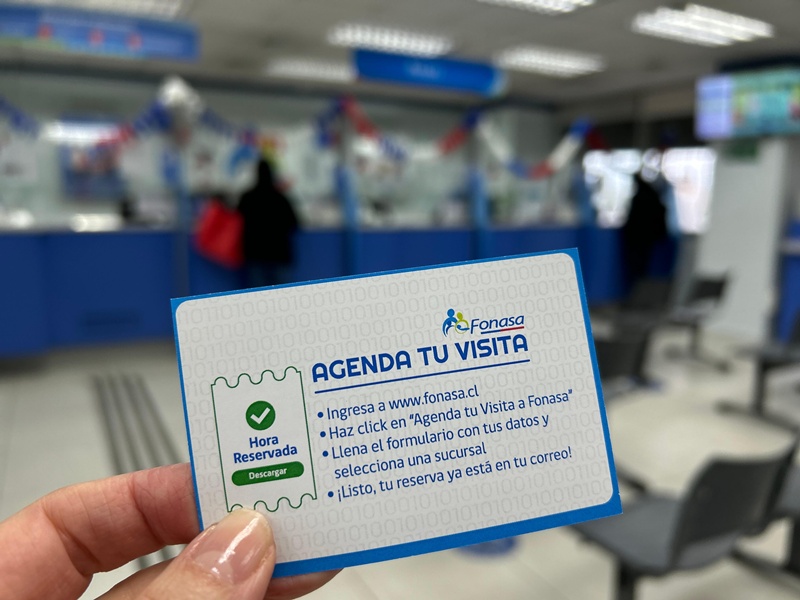 Fonasa
AGENDA TU VISITA
• Ingresa a www.fonasa.cl
• Haz click en "Agenda tu Visita a Fonasa"
• Llena el formulario con tus datos y
selecciona una sucursal
• ¡Listo, tu reserva ya está en tu correo!
Hora
Reservada
Descargar